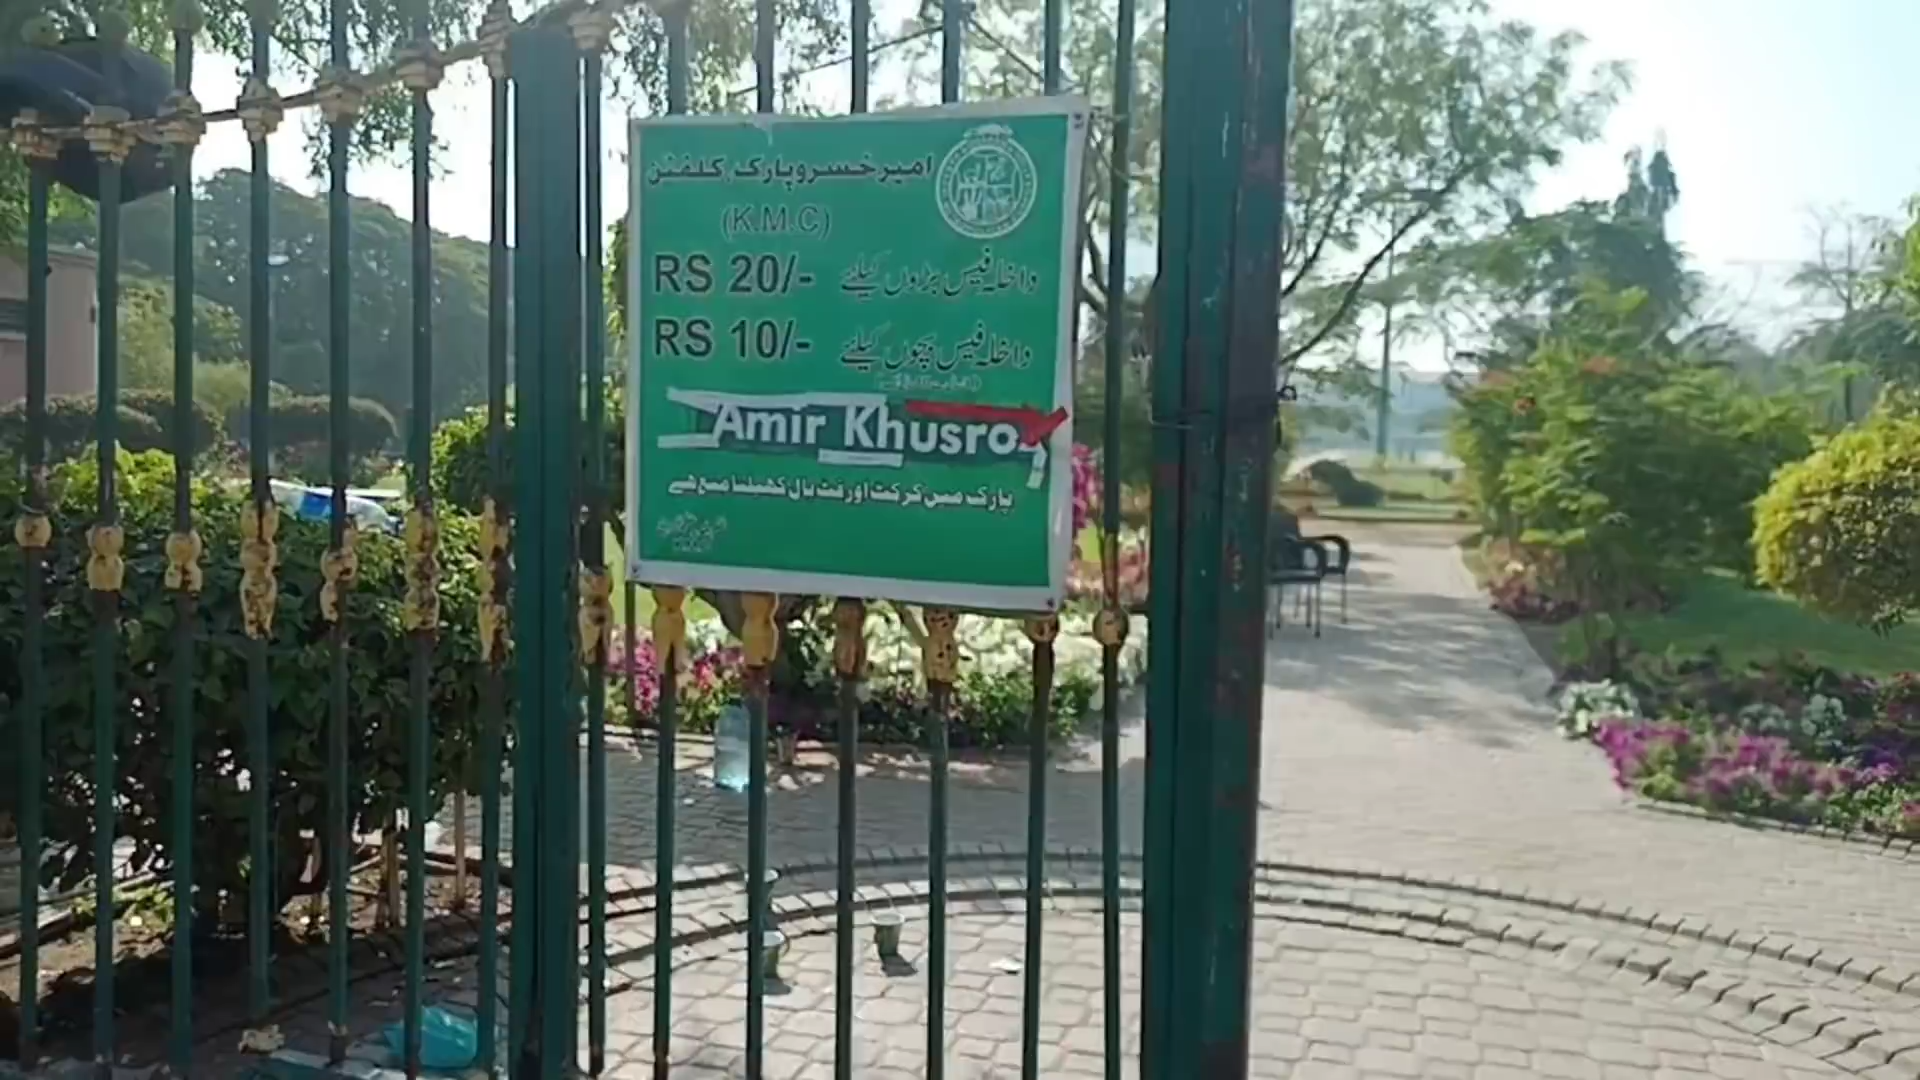 امیر خسرو پارک، کلفٹن
(K.M.C)
RS 20/- داخلہ فیس بڑوں کیلئے
RS 10/- داخلہ فیس بچوں کیلئے
Amir Khusro
پارک میں کرکٹ اور فٹ بال کھیلنا منع ہے